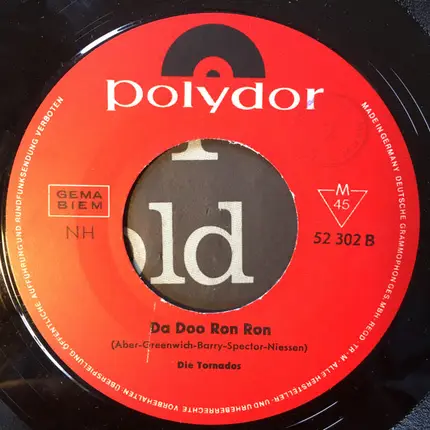 polydor
GEMA
BIEM
NH
M
45
52 302 B
old
Da Doo Ron Ron
(Aber-Greenwich-Barry-Spector-Niessen)
Die Tornados
MADE IN GERMANY DEUTSCHE GRAMMOPHON GES. MBH REGD. TR. M. ALLE HERSTELLER- UND URHEBERRECHTE VORBEHALTEN ÜBERSPIELUNG, ÖFFENTLICHE AUFFÜHRUNG UND RUNDFUNKSENDUNG VERBOTEN